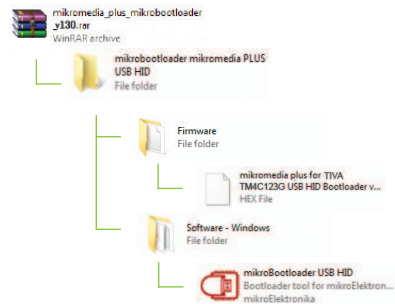 mikromedia_plus_mikrobootloader
_y130.rar
WinRAR archive
mikrobootloader mikromedia PLUS
USB HID
File folder
Firmware
File folder
mikromedia plus for TIVA
TM4C123G USB HID Bootloader v...
HEX File
Software - Windows
File folder
mikroBootloader USB HID
Bootloader tool for mikroElektron...
mikroElektronika